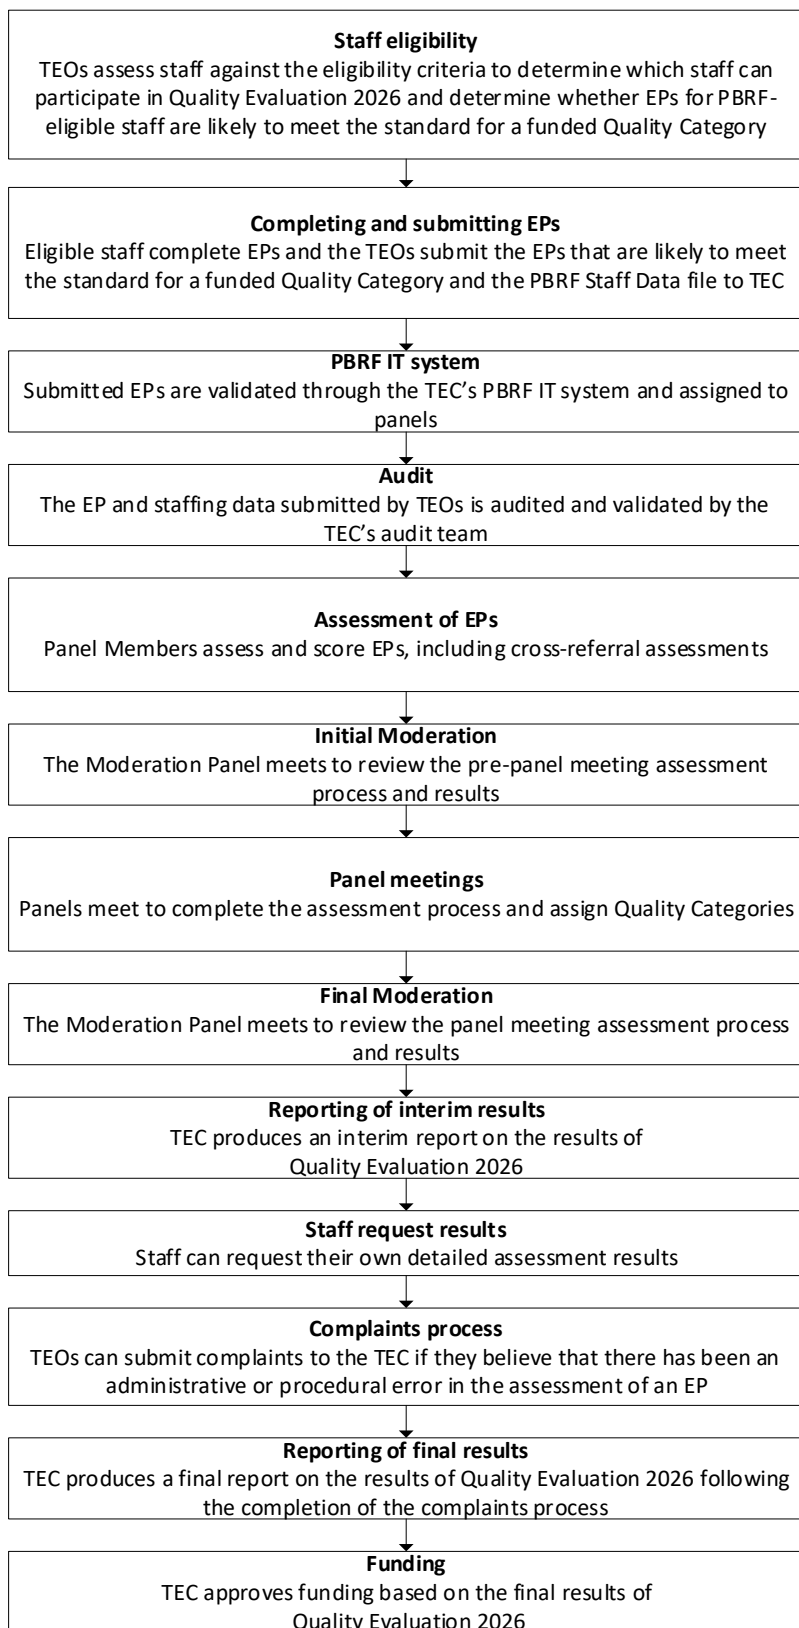 Staff eligibility
TEOs assess staff against the eligibility criteria to determine which staff can
participate in Quality Evaluation 2026 and determine whether EPs for PBRF-
eligible staff are likely to meet the standard for a funded Quality Category
Completing and submitting EPs
Eligible staff complete EPs and the TEOs submit the EPs that are likely to meet
the standard for a funded Quality Category and the PBRF Staff Data file to TEC
PBRF IT system
Submitted EPs are validated through the TEC’s PBRF IT system and assigned to
panels
Audit
The EP and staffing data submitted by TEOs is audited and validated by the
TEC’s audit team
Assessment of EPs
Panel Members assess and score EPs, including cross-referral assessments
Initial Moderation
The Moderation Panel meets to review the pre-panel meeting assessment
process and results
Panel meetings
Panels meet to complete the assessment process and assign Quality Categories
Final Moderation
The Moderation Panel meets to review the panel meeting assessment process
and results
Reporting of interim results
TEC produces an interim report on the results of
Quality Evaluation 2026
Staff request results
Staff can request their own detailed assessment results
Complaints process
TEOs can submit complaints to the TEC if they believe that there has been an
administrative or procedural error in the assessment of an EP
Reporting of final results
TEC produces a final report on the results of Quality Evaluation 2026 following
the completion of the complaints process
Funding
TEC approves funding based on the final results of
Quality Evaluation 2026